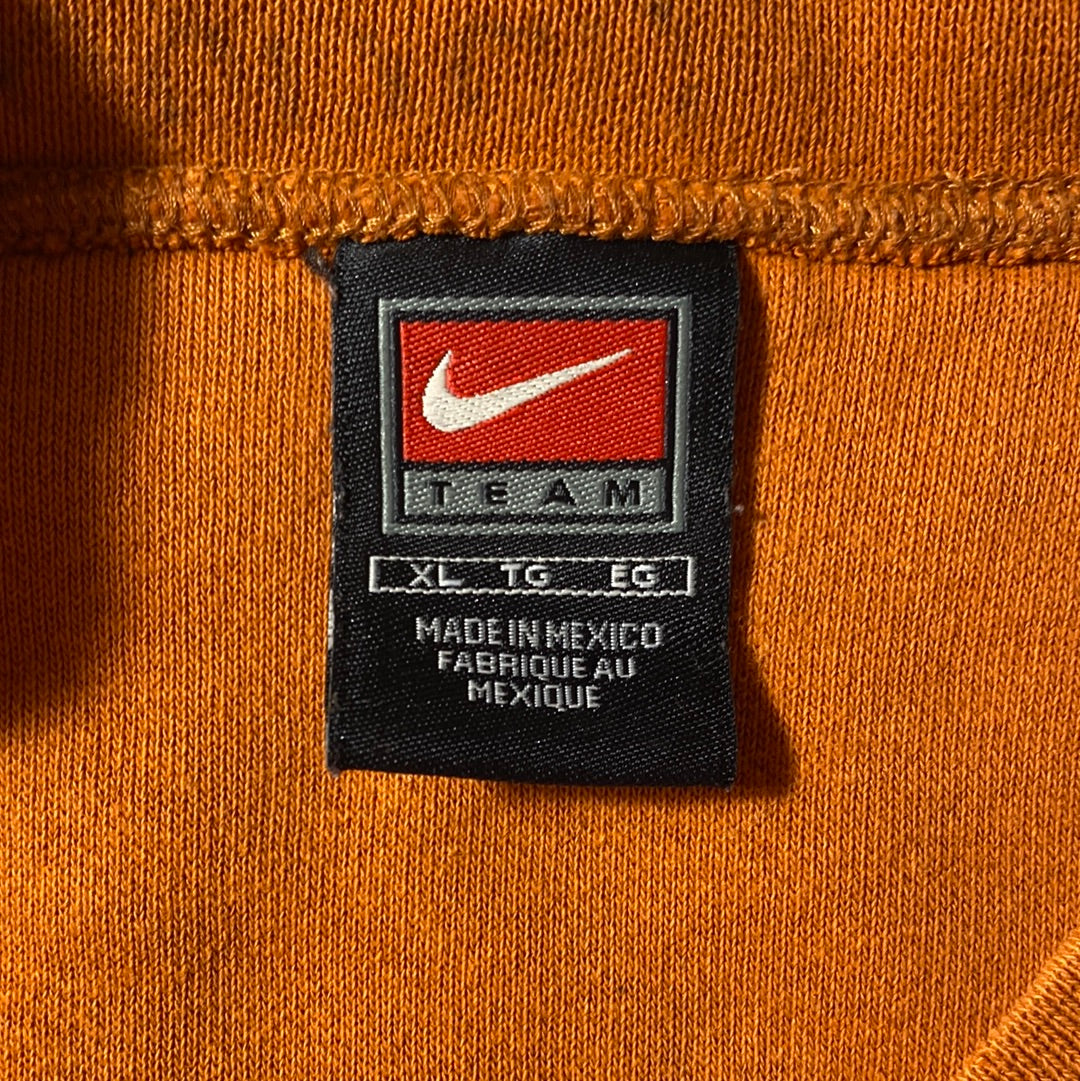 TEAM
XL TG EG
MADE IN MEXICO
FABRIQUE AU
MEXIQUE